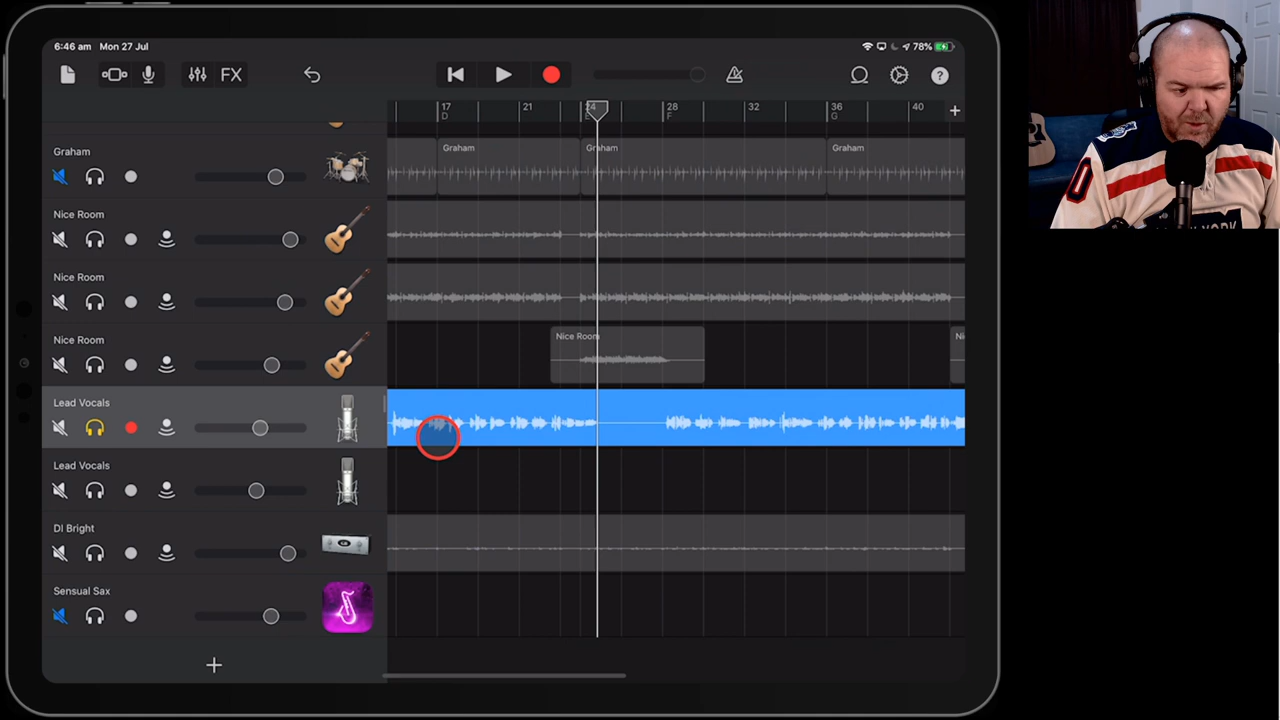 6:46 am Mon 27 Jul
78%
FX
?
17 21 24 28 32 36 40 +
D E F G
Graham
Graham
Graham
Graham
Nice Room
Nice Room
Nice Room
Nice Room
Ni
Lead Vocals
Lead Vocals
DI Bright
Sensual Sax
+